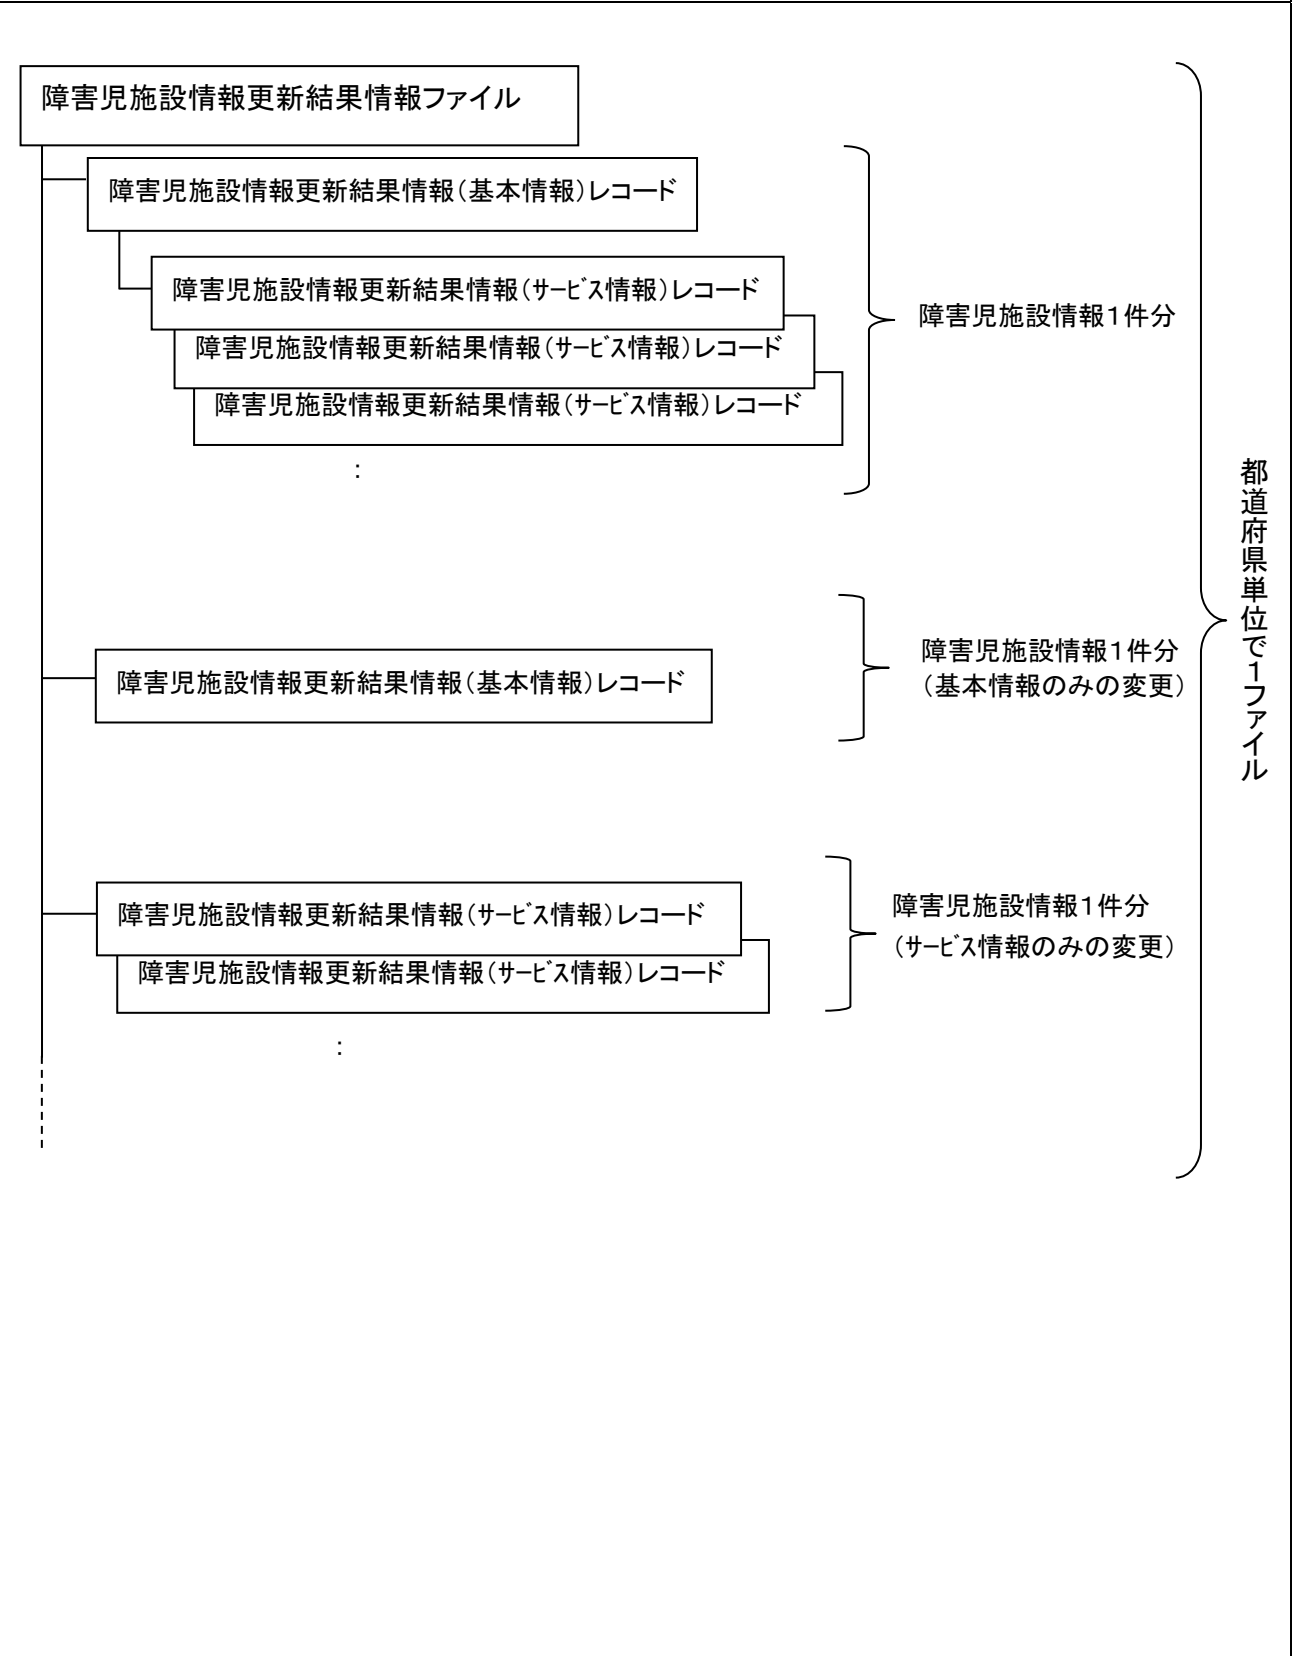 障害児施設情報更新結果情報ファイル
障害児施設情報更新結果情報(基本情報)レコード
障害児施設情報更新結果情報(ｻｰﾋﾞｽ情報)レコード
障害児施設情報更新結果情報(ｻｰﾋﾞｽ情報)レコード
障害児施設情報更新結果情報(ｻｰﾋﾞｽ情報)レコード
:
障害児施設情報1件分
障害児施設情報更新結果情報(基本情報)レコード
障害児施設情報1件分
(基本情報のみの変更)
障害児施設情報更新結果情報(ｻｰﾋﾞｽ情報)レコード
障害児施設情報更新結果情報(ｻｰﾋﾞｽ情報)レコード
:
障害児施設情報1件分
(ｻｰﾋﾞｽ情報のみの変更)
都道府県単位で1ファイル